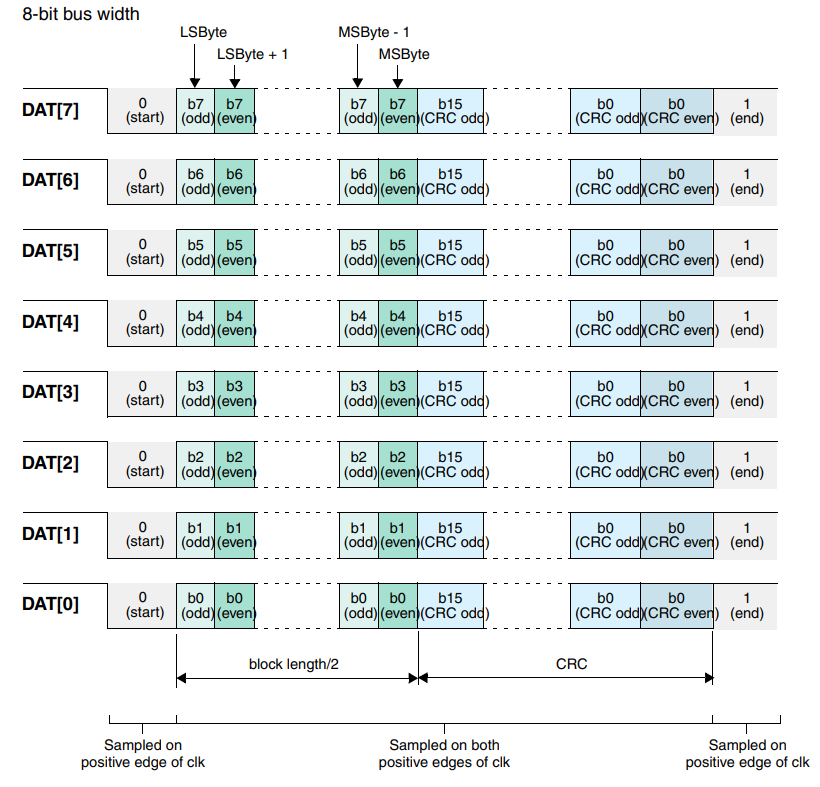 8-bit bus width
LSByte
MSByte - 1
LSByte + 1
MSByte
DAT[7]
0 b7 b7 b7 b7 b15 b0 b0 1
(start) (odd) (even) (odd) (even) (CRC odd) (CRC odd) (CRC even) (end)
DAT[6]
0 b6 b6 b6 b6 b15 b0 b0 1
(start) (odd) (even) (odd) (even) (CRC odd) (CRC odd) (CRC even) (end)
DAT[5]
0 b5 b5 b5 b5 b15 b0 b0 1
(start) (odd) (even) (odd) (even) (CRC odd) (CRC odd) (CRC even) (end)
DAT[4]
0 b4 b4 b4 b4 b15 b0 b0 1
(start) (odd) (even) (odd) (even) (CRC odd) (CRC odd) (CRC even) (end)
DAT[3]
0 b3 b3 b3 b3 b15 b0 b0 1
(start) (odd) (even) (odd) (even) (CRC odd) (CRC odd) (CRC even) (end)
DAT[2]
0 b2 b2 b2 b2 b15 b0 b0 1
(start) (odd) (even) (odd) (even) (CRC odd) (CRC odd) (CRC even) (end)
DAT[1]
0 b1 b1 b1 b1 b15 b0 b0 1
(start) (odd) (even) (odd) (even) (CRC odd) (CRC odd) (CRC even) (end)
DAT[0]
0 b0 b0 b0 b0 b15 b0 b0 1
(start) (odd) (even) (odd) (even) (CRC odd) (CRC odd) (CRC even) (end)
block length/2
CRC
Sampled on
positive edge of clk
Sampled on both
positive edges of clk
Sampled on
positive edge of clk